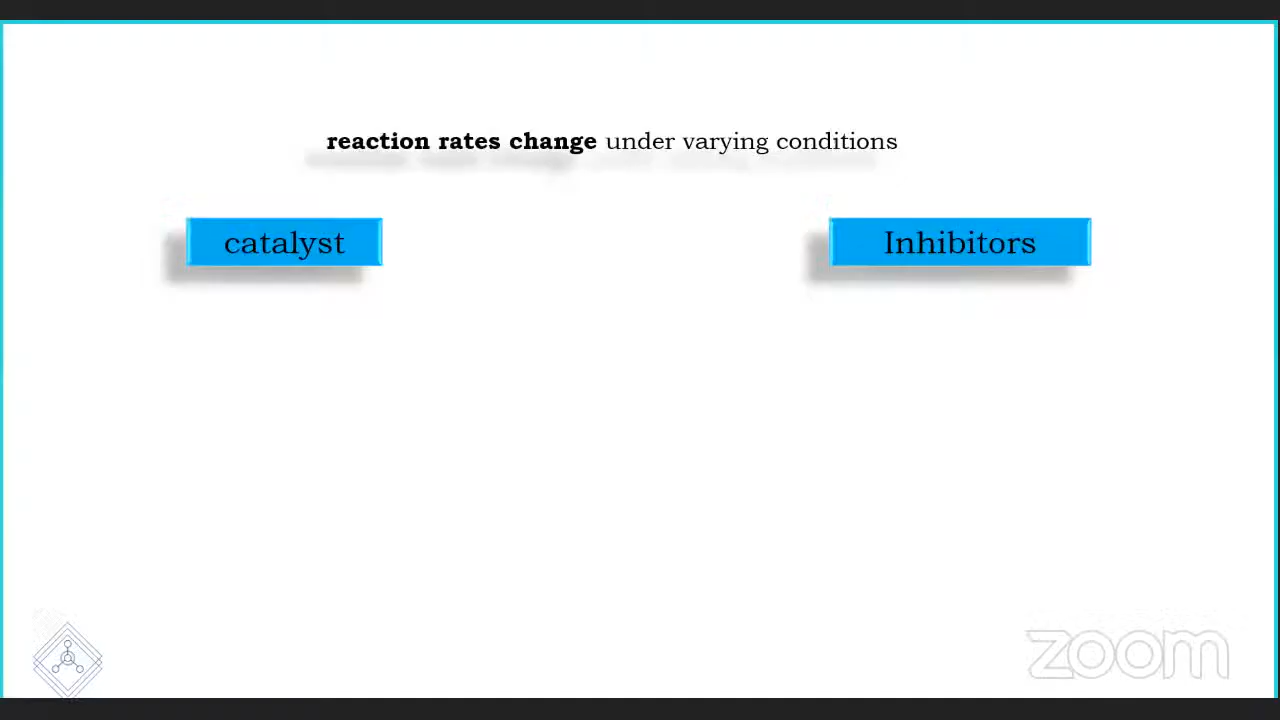 reaction rates change under varying conditions
catalyst
Inhibitors
zoom